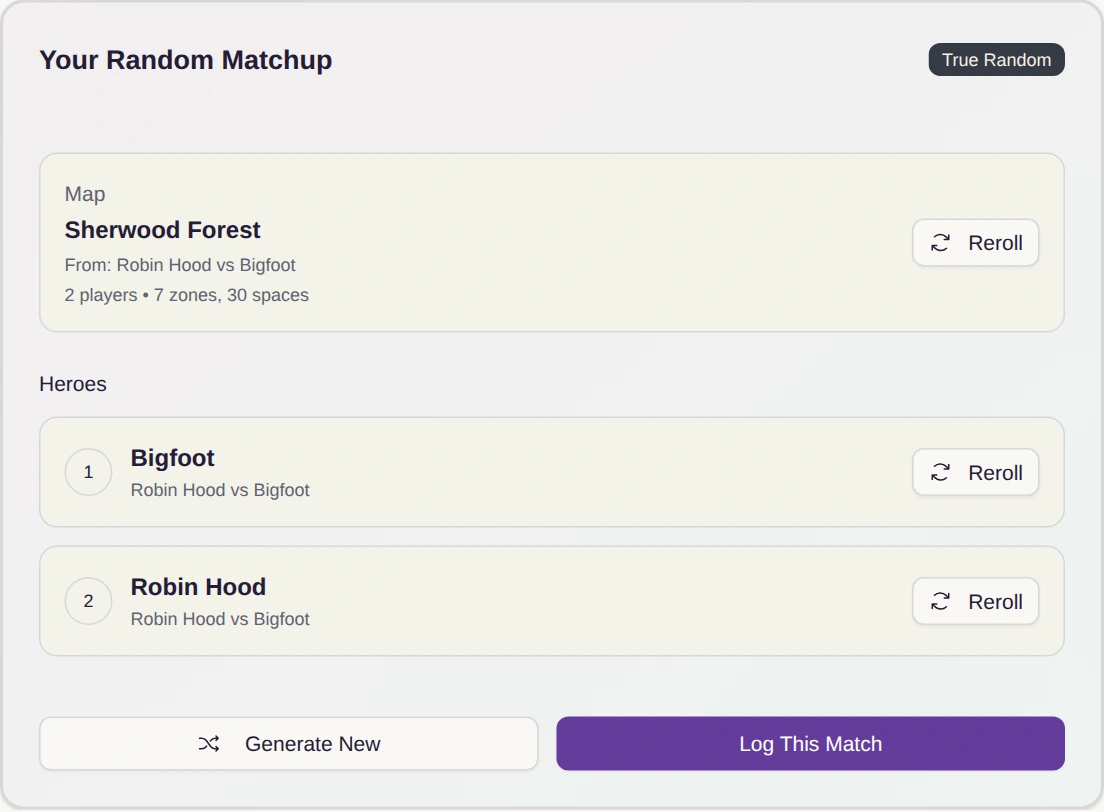 Your Random Matchup
True Random
Map
Sherwood Forest
From: Robin Hood vs Bigfoot
2 players • 7 zones, 30 spaces
Reroll
Heroes
1
Bigfoot
Robin Hood vs Bigfoot
Reroll
2
Robin Hood
Robin Hood vs Bigfoot
Reroll
Generate New
Log This Match